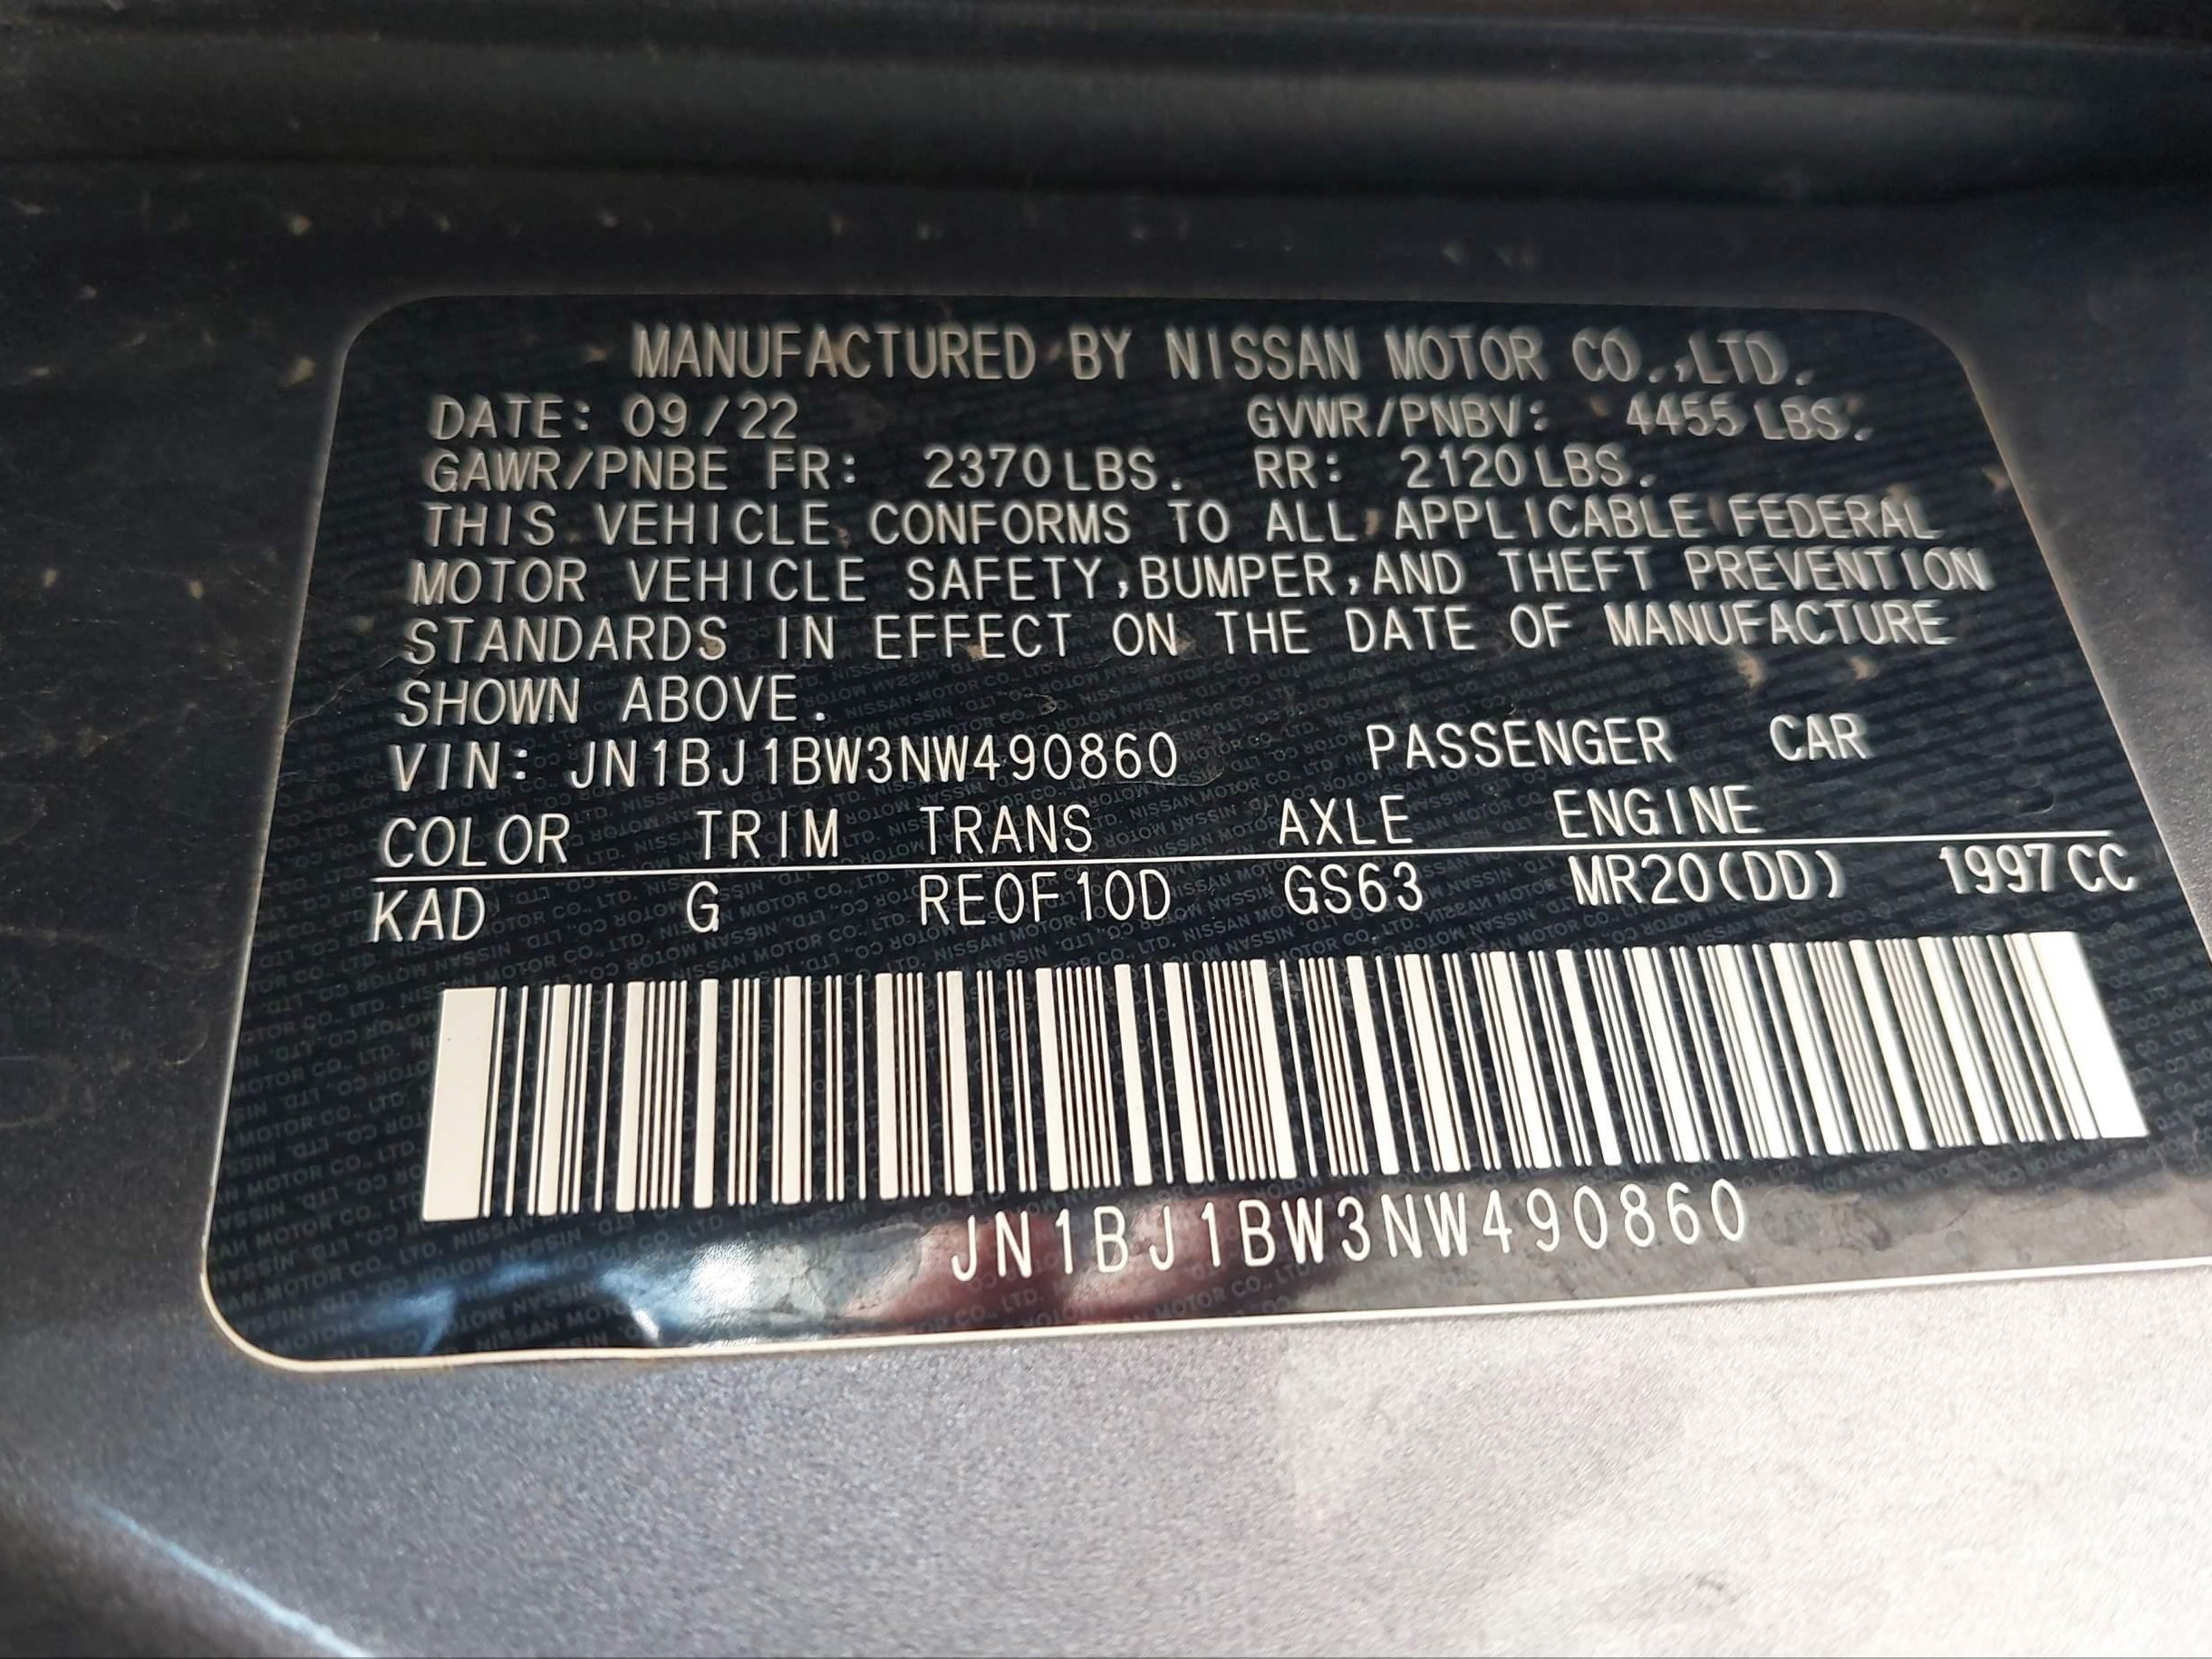 MANUFACTURED BY NISSAN MOTOR CO.,LTD.
DATE: 09/22 GVWR/PNBV: 4455 LBS.
GAWR/PNBE FR: 2370 LBS. RR: 2120 LBS.
THIS VEHICLE CONFORMS TO ALL APPLICABLE FEDERAL
MOTOR VEHICLE SAFETY,BUMPER,AND THEFT PREVENTION
STANDARDS IN EFFECT ON THE DATE OF MANUFACTURE
SHOWN ABOVE.
VIN: JN1BJ1BW3NW490860 PASSENGER CAR
COLOR TRIM TRANS AXLE ENGINE
KAD G RE0F10D GS63 MR20(DD) 1997 CC
JN1BJ1BW3NW490860